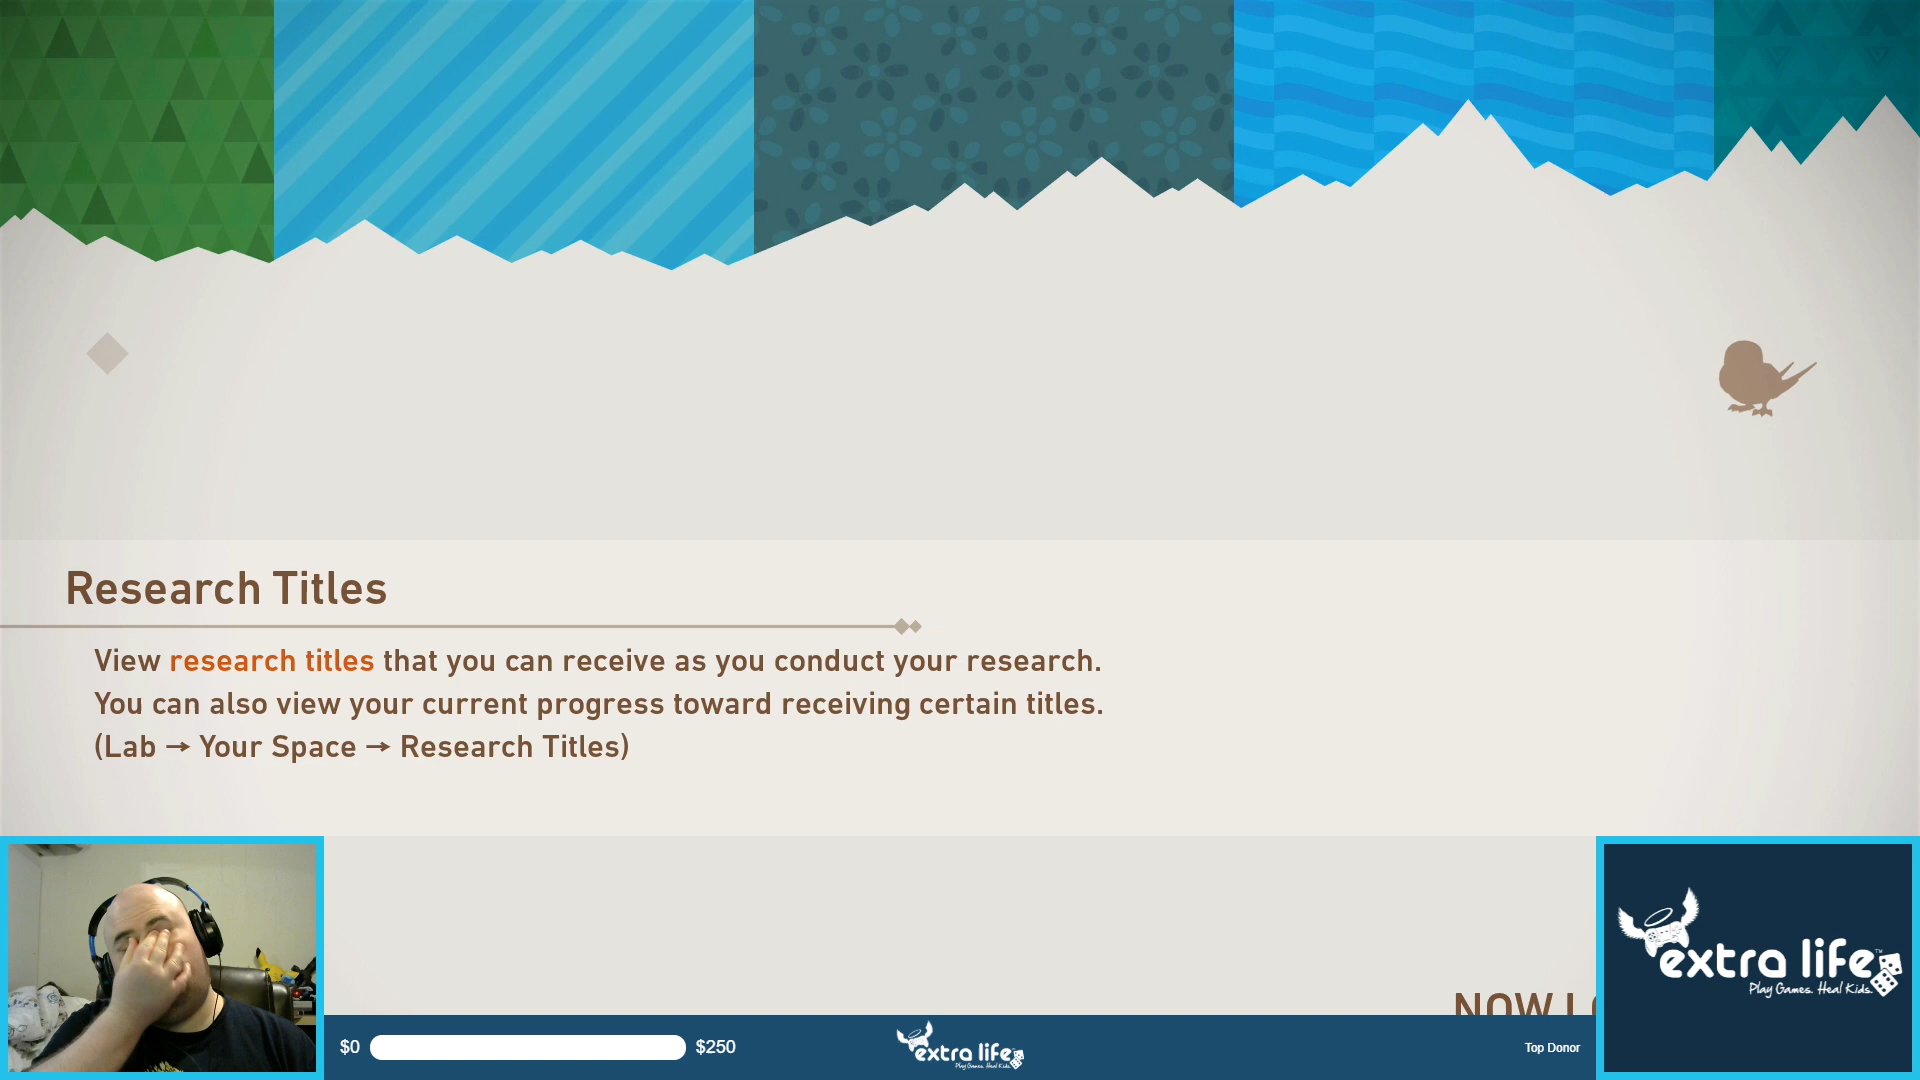 Research Titles
View research titles that you can receive as you conduct your research.
You can also view your current progress toward receiving certain titles.
(Lab → Your Space → Research Titles)
NOW L
$0
$250
extra life
Play Games. Heal Kids.
Top Donor
extra life™
Play Games. Heal Kids.